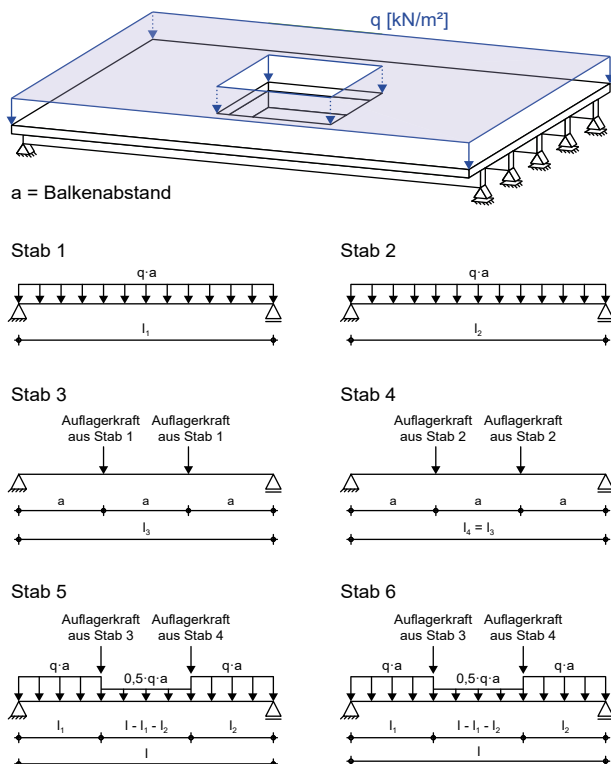 q [kN/m²]
a = Balkenabstand
Stab 1
q·a
l₁
Stab 2
q·a
l₂
Stab 3
Auflagerkraft
aus Stab 1
Auflagerkraft
aus Stab 1
a
a
a
l₃
Stab 4
Auflagerkraft
aus Stab 2
Auflagerkraft
aus Stab 2
a
a
a
l₄ = l₃
Stab 5
Auflagerkraft
aus Stab 3
Auflagerkraft
aus Stab 4
q·a
0,5·q·a
q·a
l₁
l - l₁ - l₂
l₂
l
Stab 6
Auflagerkraft
aus Stab 3
Auflagerkraft
aus Stab 4
q·a
0,5·q·a
q·a
l₁
l - l₁ - l₂
l₂
l